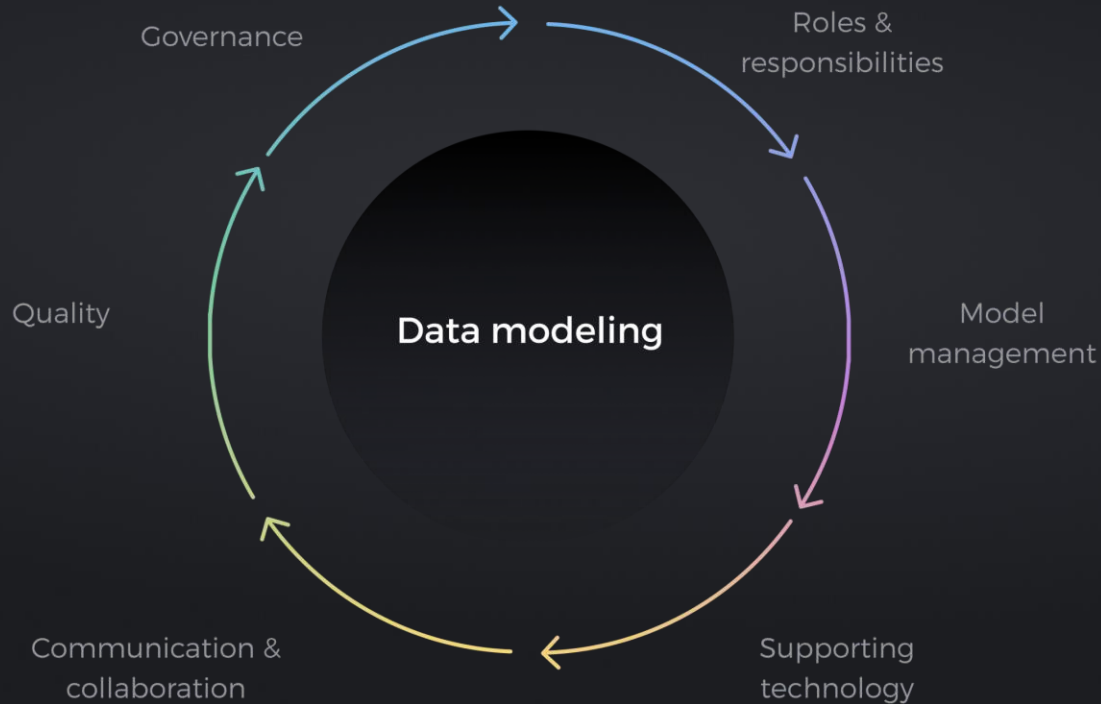 Governance
Roles &
responsibilities
Quality
Data modeling
Model
management
Communication &
collaboration
Supporting
technology